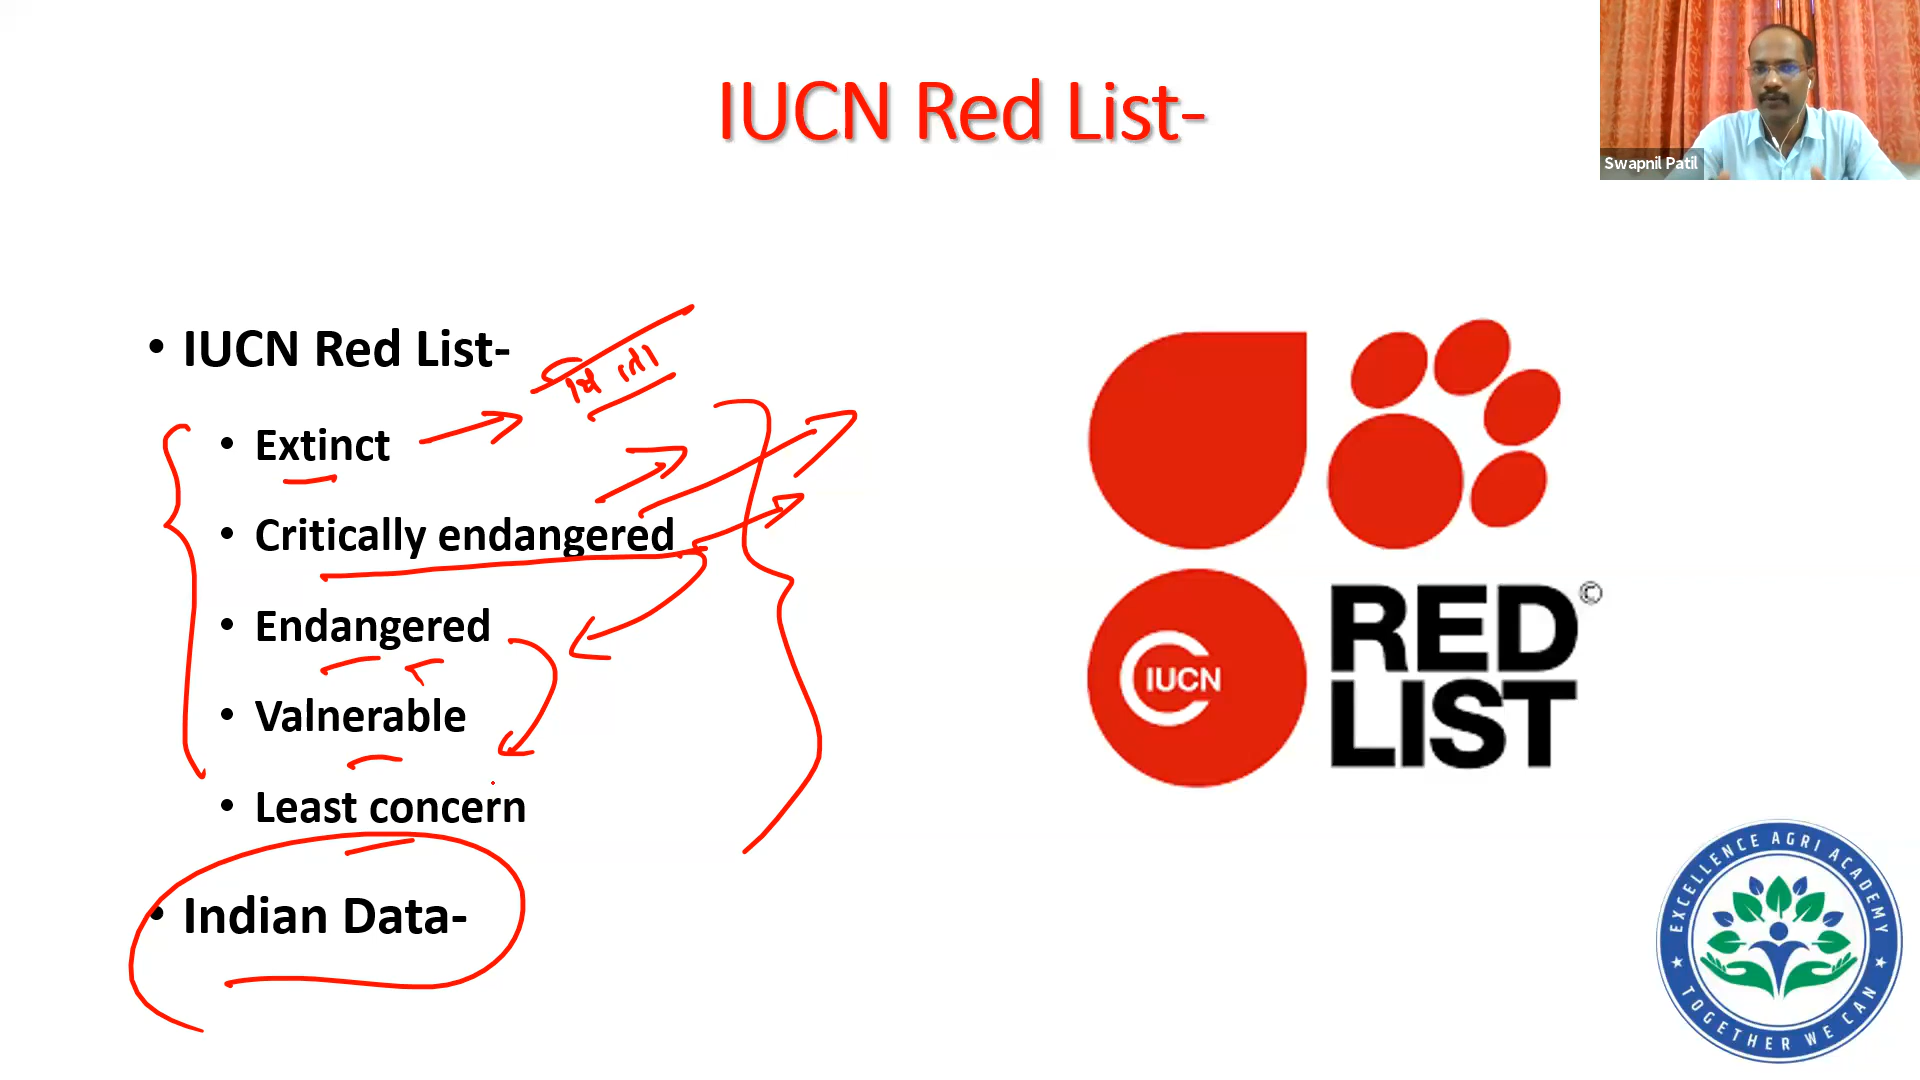 IUCN Red List-
Swapnil Patil
• IUCN Red List-
• Extinct
• Critically endangered
• Endangered
• Valnerable
• Least concern
• Indian Data-
IUCN
RED
LIST
©
EXCELLENCE AGRI ACADEMY
TOGETHER WE CAN